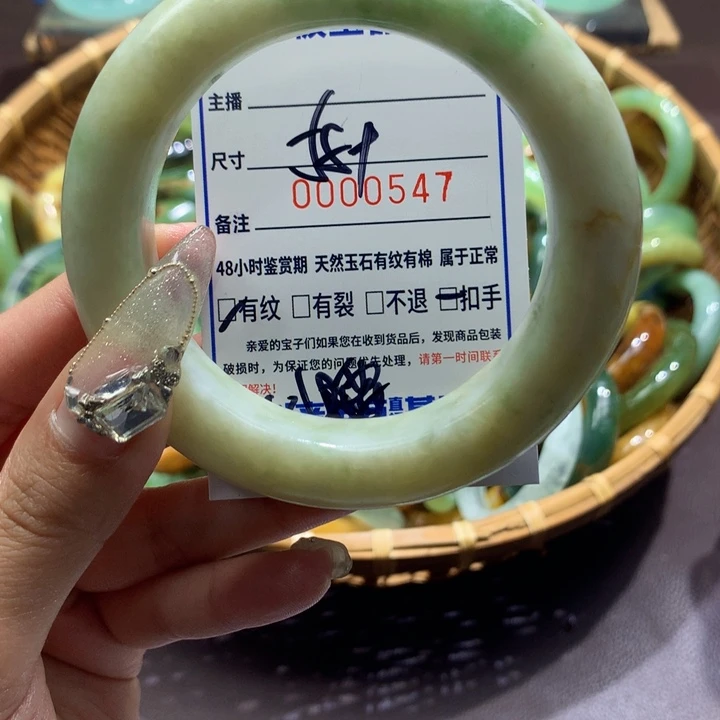 主播
尺寸
0000547
备注
48小时鉴赏期 天然玉石有纹有棉 属于正常
□有纹 □有裂 □不退 □扣手
亲爱的宝子们如果您在收到货品后，发现商品包装
破损时，为保证您的问题优先处理，请第一时间联系
解决！